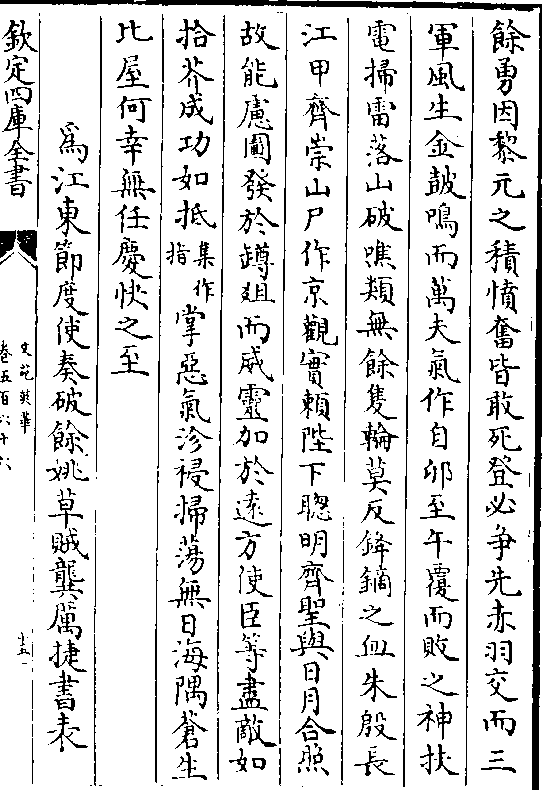 餘勇因黎元之積憤奮皆敢死登必争先赤羽交而三
軍風生金鼓鳴而萬夫氣作自卯至午覆而敗之神扶
電掃雷落山破噍類無餘隻輪莫反鋒鏑之血朱殷長
江甲齊崇山尸作京觀實賴陛下聰明齊聖與日月合照
故能慮圖發於罇俎而威靈加於遠方使臣等盡敵如
拾芥成功如抵集作指掌惡氣沴祲掃蕩無日海隅蒼生
比屋何幸無任慶快之至
爲江東節度使奏破餘姚草賊龔厲捷書表
欽定四庫全書
文苑英華
卷五百六十六
十五